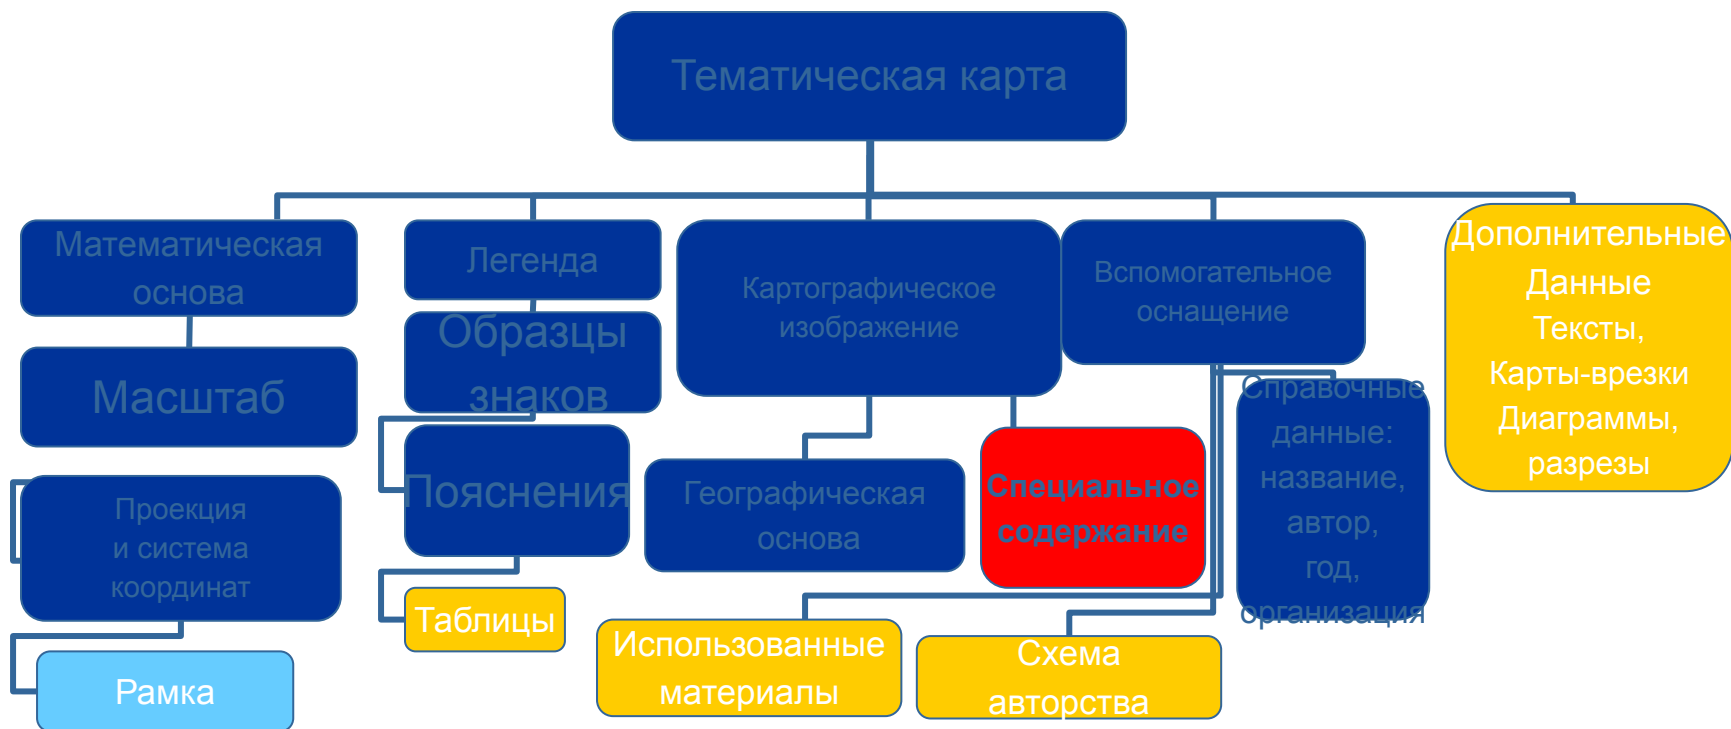 Тематическая карта
Математическая
основа
Масштаб
Проекция
и система
координат
Рамка
Легенда
Образцы
знаков
Пояснения
Таблицы
Картографическое
изображение
Географическая
основа
Специальное
содержание
Вспомогательное
оснащение
Использованные
материалы
Схема
авторства
Справочные
данные:
название,
автор,
год,
организация
Дополнительные
Данные
Тексты,
Карты-врезки
Диаграммы,
разрезы